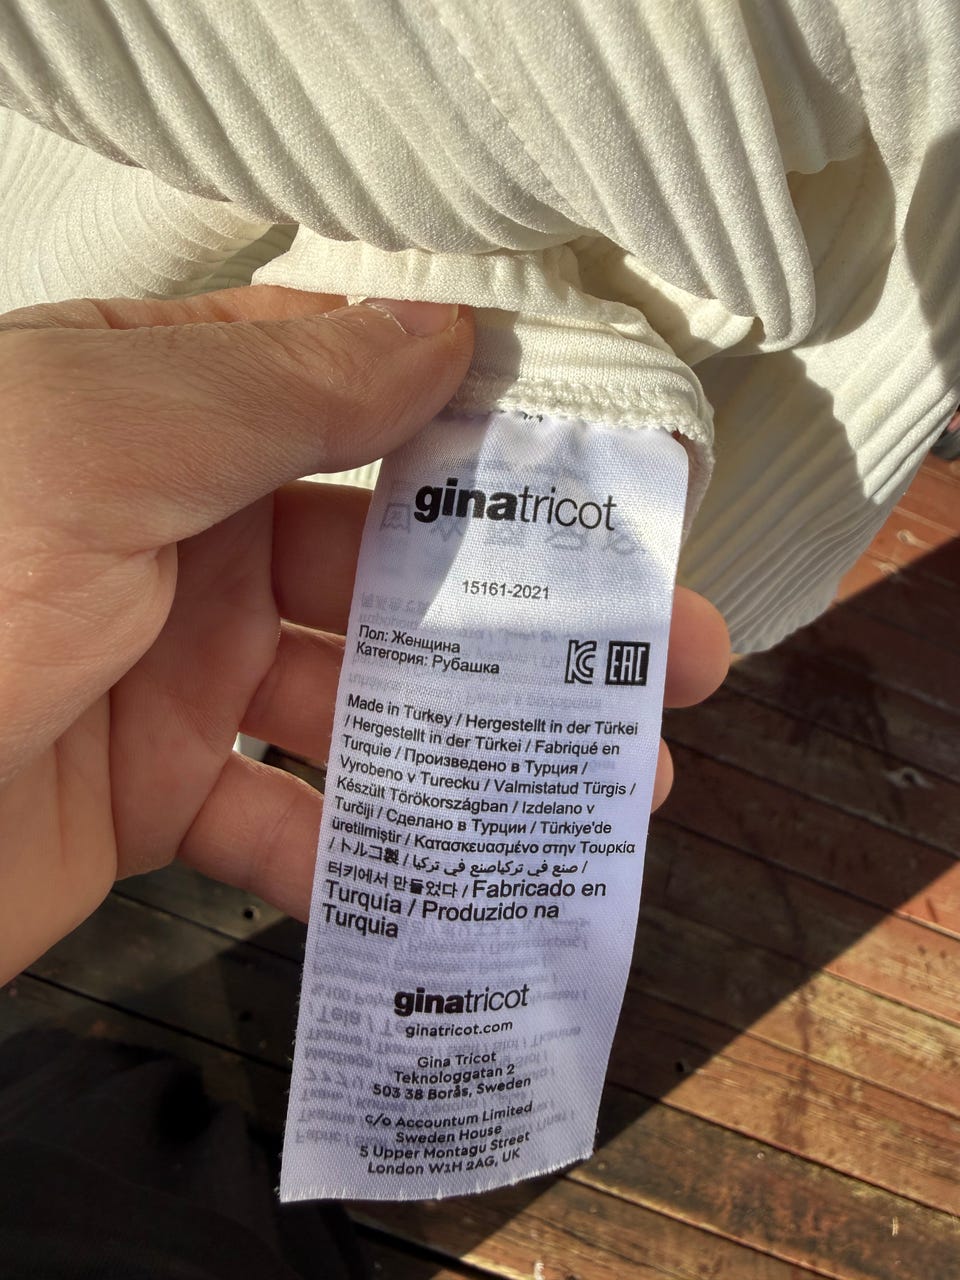 ginatricot
15161-2021
Пол: Женщина
Категория: Рубашка
EAC
Made in Turkey / Hergestellt in der Türkei
/ Hergestellt in der Türkei / Fabriqué en
Turquie / Произведено в Турция /
Vyrobeno v Turecku / Valmistatud Türgis /
Készült Törökországban / Izdelano v
Turčiji / Сделано в Турции / Türkiye'de
üretilmiştir / Κατασκευασμένο στην Τουρκία
/ トルコ製 / صنع في تركياصنع في تركيا /
터키에서 만들었다 / Fabricado en
Turquía / Produzido na
Turquia
ginatricot
ginatricot.com
Gina Tricot
Teknologgatan 2
503 38 Borås, Sweden
c/o Accountum Limited
Sweden House
5 Upper Montagu Street
London W1H 2AG, UK